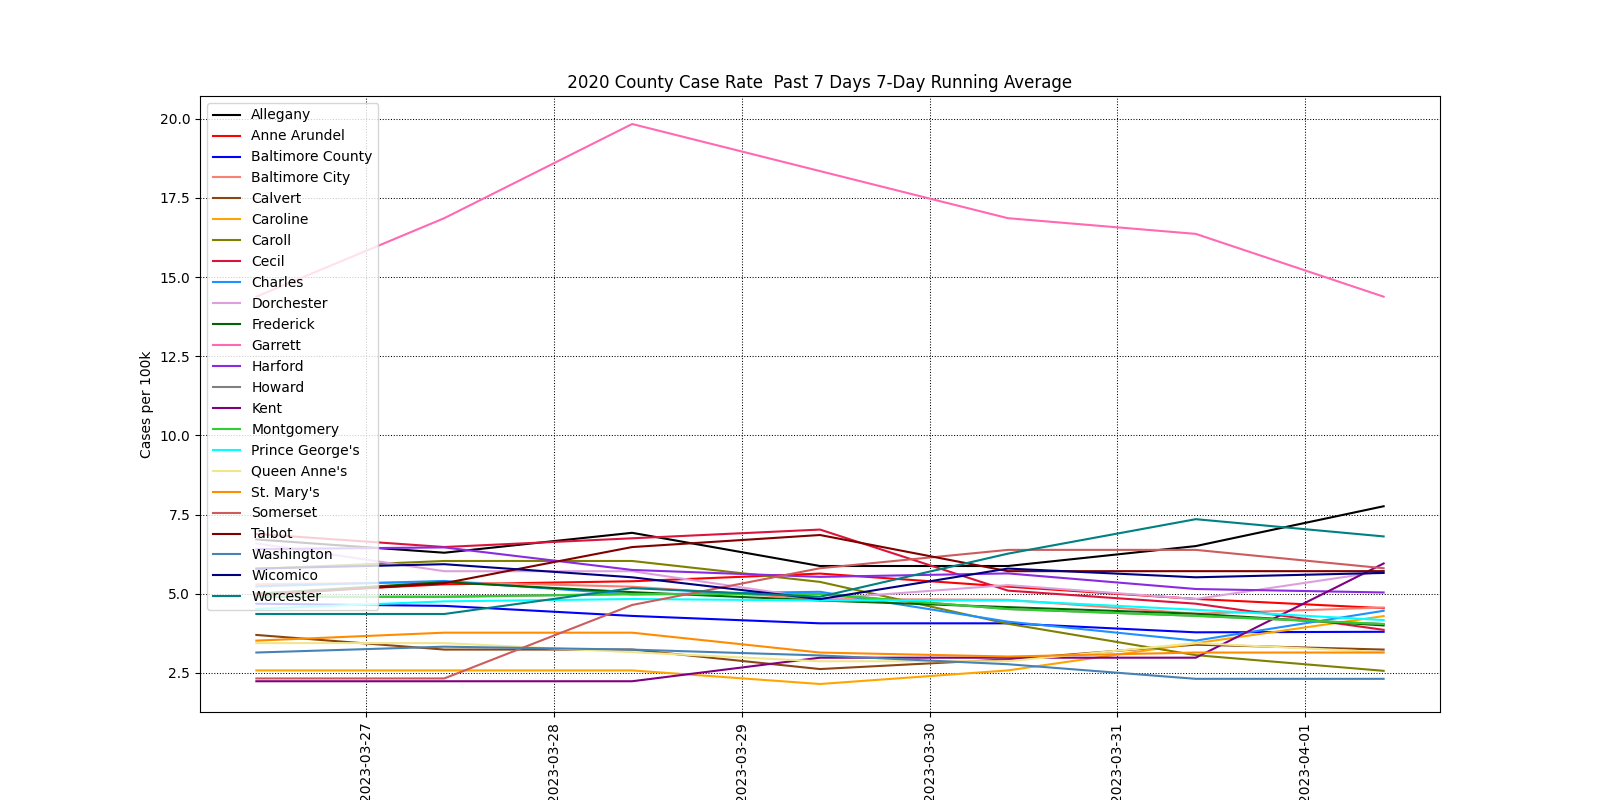 2020 County Case Rate  Past 7 Days 7-Day Running Average
Cases per 100k
20.0
17.5
15.0
12.5
10.0
7.5
5.0
2.5
Allegany
Anne Arundel
Baltimore County
Baltimore City
Calvert
Caroline
Caroll
Cecil
Charles
Dorchester
Frederick
Garrett
Harford
Howard
Kent
Montgomery
Prince George's
Queen Anne's
St. Mary's
Somerset
Talbot
Washington
Wicomico
Worcester
2023-03-27
2023-03-28
2023-03-29
2023-03-30
2023-03-31
2023-04-01